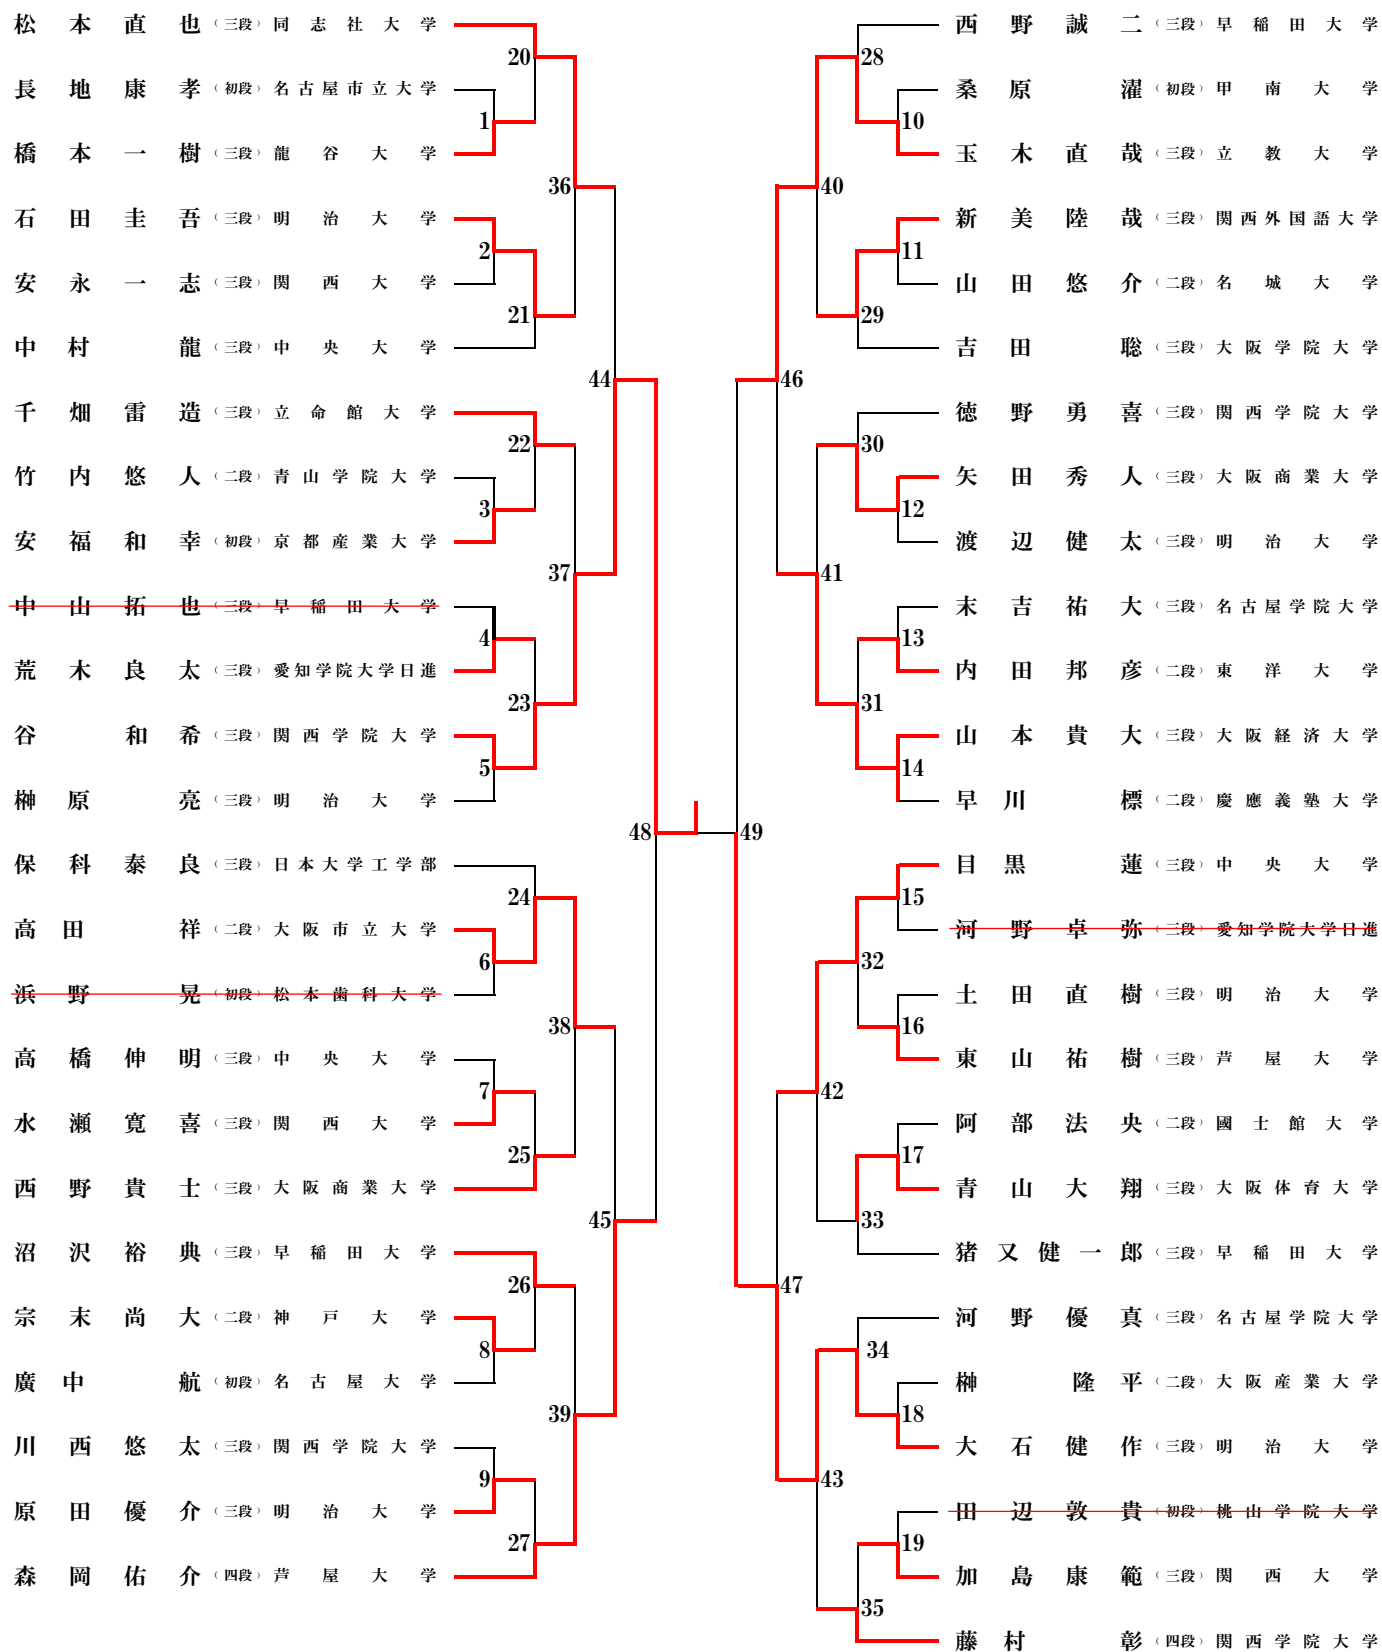 松本直也（三段）同志社大学
長地康孝（初段）名古屋市立大学
橋本一樹（三段）龍谷大学
石田圭吾（三段）明治大学
安永一志（三段）関西大学
中村龍（三段）中央大学
千畑雷造（三段）立命館大学
竹内悠人（二段）青山学院大学
安福和幸（初段）京都産業大学
中山拓也（三段）早稲田大学
荒木良太（三段）愛知学院大学日進
谷和希（三段）関西学院大学
榊原亮（三段）明治大学
保科泰良（三段）日本大学工学部
高田祥（二段）大阪市立大学
浜野晃（初段）松本歯科大学
高橋伸明（三段）中央大学
水瀬寛喜（三段）関西大学
西野貴士（三段）大阪商業大学
沼沢裕典（三段）早稲田大学
宗末尚大（二段）神戸大学
廣中航（初段）名古屋大学
川西悠太（三段）関西学院大学
原田優介（三段）明治大学
森岡佑介（四段）芦屋大学
1
2
3
4
5
6
7
8
9
20
21
22
23
24
25
26
27
36
37
38
39
44
45
48
49
46
47
40
41
42
43
28
29
30
31
32
33
34
35
10
11
12
13
14
15
16
17
18
19
西野誠二（三段）早稲田大学
桑原濯（初段）甲南大学
玉木直哉（三段）立教大学
新美陸哉（三段）関西外国語大学
山田悠介（二段）名城大学
吉田聡（三段）大阪学院大学
徳野勇喜（三段）関西学院大学
矢田秀人（三段）大阪商業大学
渡辺健太（三段）明治大学
末吉祐大（三段）名古屋学院大学
内田邦彦（二段）東洋大学
山本貴大（三段）大阪経済大学
早川標（二段）慶應義塾大学
目黒蓮（三段）中央大学
河野卓弥（三段）愛知学院大学日進
土田直樹（三段）明治大学
東山祐樹（三段）芦屋大学
阿部法央（二段）國士館大学
青山大翔（三段）大阪体育大学
猪又健一郎（三段）早稲田大学
河野優真（三段）名古屋学院大学
榊隆平（二段）大阪産業大学
大石健作（三段）明治大学
田辺敦貴（初段）桃山学院大学
加島康範（三段）関西大学
藤村彰（四段）関西学院大学